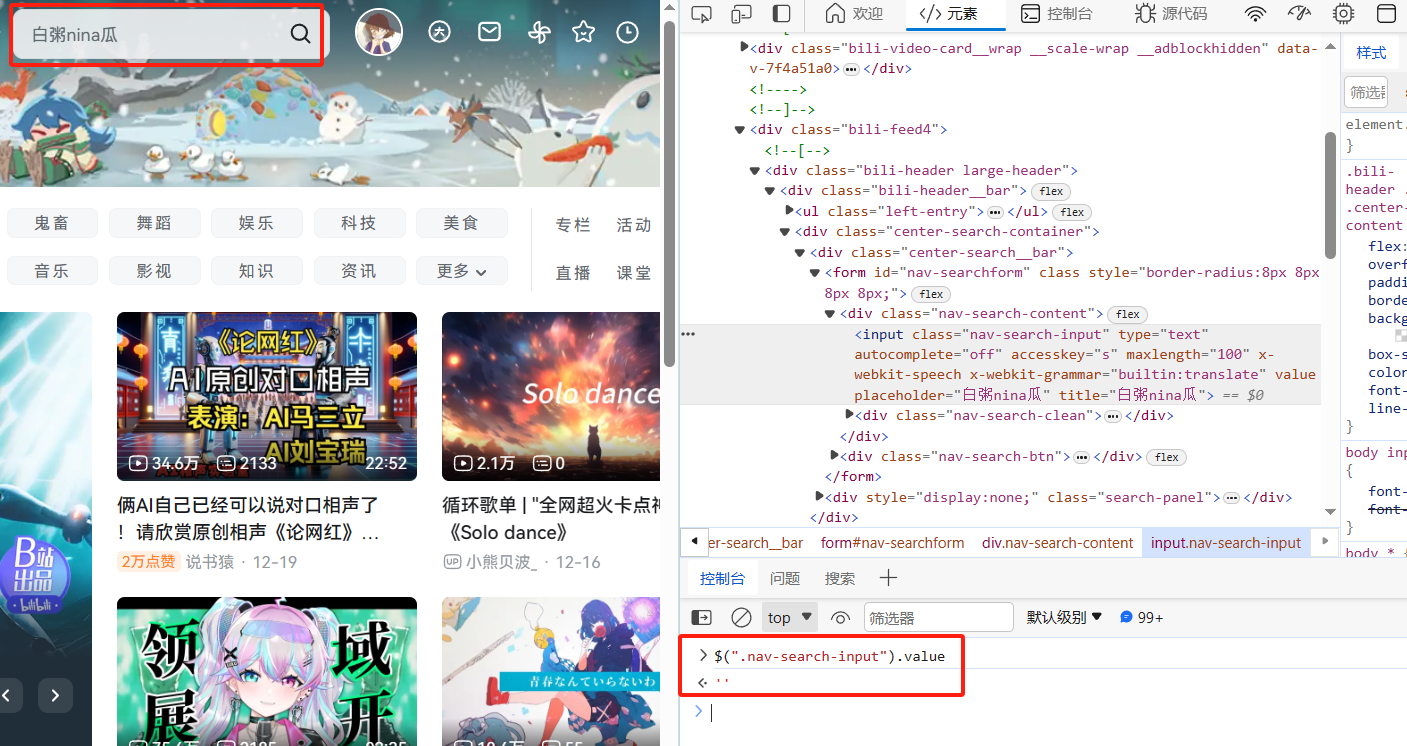 白粥nina瓜
鬼畜 舞蹈 娱乐 科技 美食 专栏 活动
音乐 影视 知识 资讯 更多 直播 课堂
《论网红》
AI原创对口相声
表演：AI马三立
AI刘宝瑞
34.6万 2133 22:52
俩AI自己已经可以说对口相声了
！请欣赏原创相声《论网红》…
2万点赞 说书猿 · 12-19
Solo dance
2.1万 0
循环歌单 | "全网超火卡点神
《Solo dance》
UP 小熊贝波_ · 12-16
B站
出品
bilibili
领域
展开
青春なんていらないわ
欢迎 元素 控制台 源代码
<div class="bili-video-card__wrap __scale-wrap __adblockhidden" data-
v-7f4a51a0>…</div>
<!---->
<!--]-->
<div class="bili-feed4">
<!--[-->
<div class="bili-header large-header">
<div class="bili-header__bar"> flex
<ul class="left-entry">…</ul> flex
<div class="center-search-container">
<div class="center-search__bar">
<form id="nav-searchform" class style="border-radius:8px 8px
8px 8px;"> flex
<div class="nav-search-content"> flex
<input class="nav-search-input" type="text"
autocomplete="off" accesskey="s" maxlength="100" x-
webkit-speech x-webkit-grammar="builtin:translate" value
placeholder="白粥nina瓜" title="白粥nina瓜"> == $0
<div class="nav-search-clean">…</div>
</div>
<div class="nav-search-btn">…</div> flex
</form>
<div style="display:none;" class="search-panel">…</div>
</div>
er-search__bar form#nav-searchform div.nav-search-content input.nav-search-input
样式
element.
}
.bili-
header .
.center-
content
flex:
overf
paddi
borde
backg
box-s
color
font-
line-
}
body inp
{
font-
font-
}
body *
控制台 问题 搜索
top 筛选器 默认级别 99+
> $(".nav-search-input").value
''
>